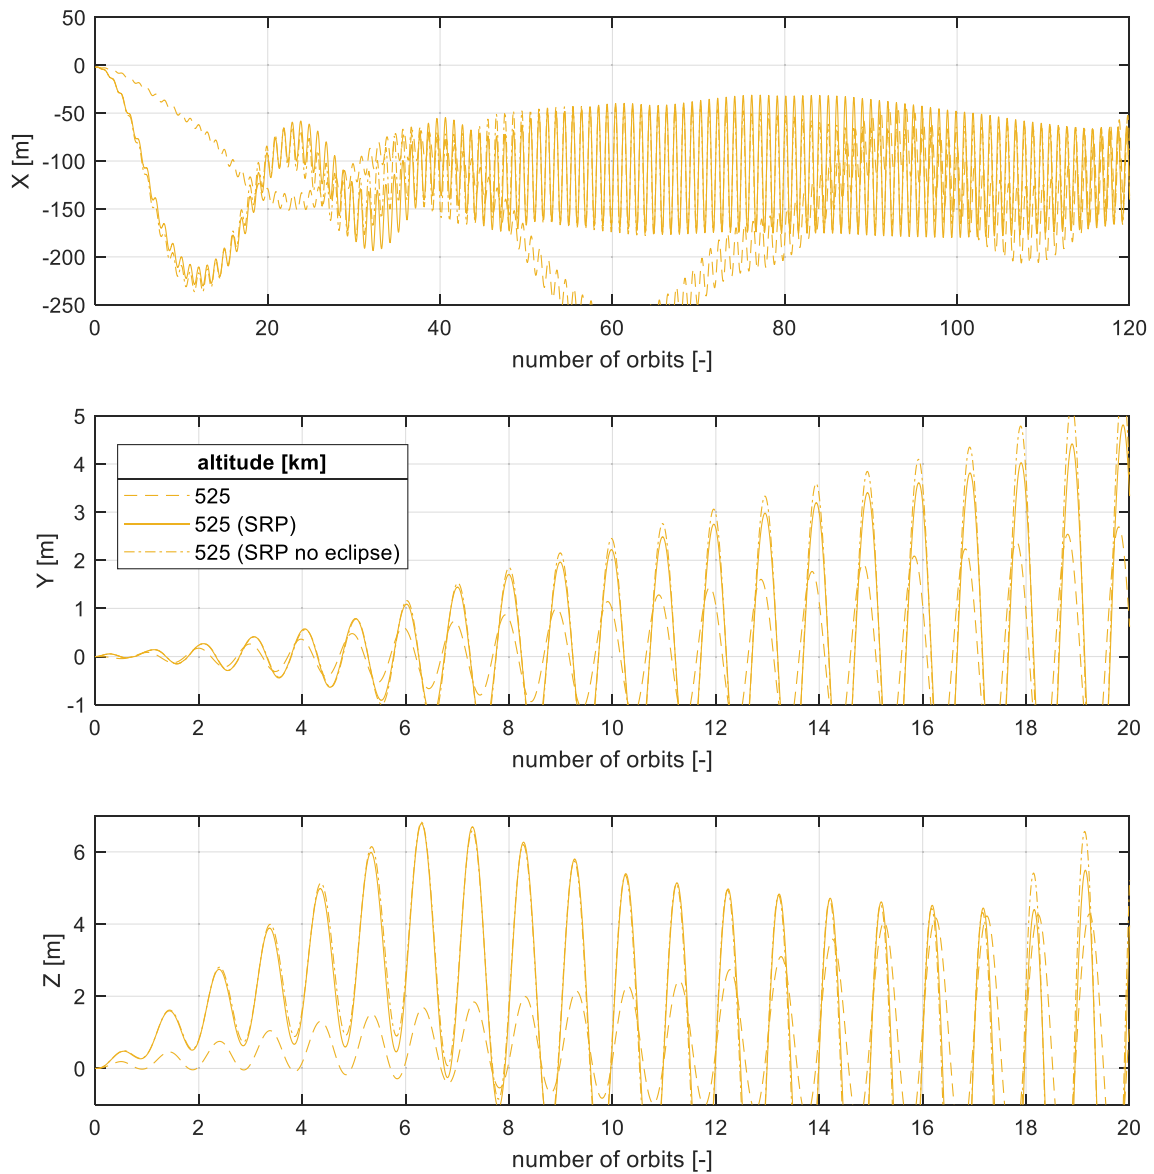 50
0
-50
-100
-150
-200
-250
X [m]
0 20 40 60 80 100 120
number of orbits [-]
5
4
3
2
1
0
-1
Y [m]
altitude [km]
525
525 (SRP)
525 (SRP no eclipse)
0 2 4 6 8 10 12 14 16 18 20
number of orbits [-]
6
4
2
0
Z [m]
0 2 4 6 8 10 12 14 16 18 20
number of orbits [-]